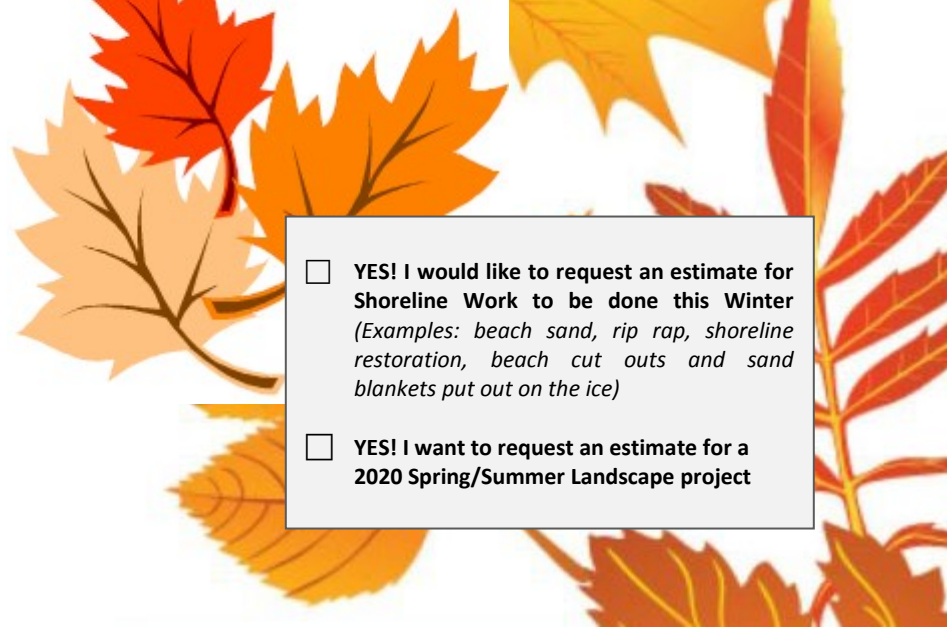 YES! I would like to request an estimate for
Shoreline Work to be done this Winter
(Examples: beach sand, rip rap, shoreline
restoration, beach cut outs and sand
blankets put out on the ice)
YES! I want to request an estimate for a
2020 Spring/Summer Landscape project